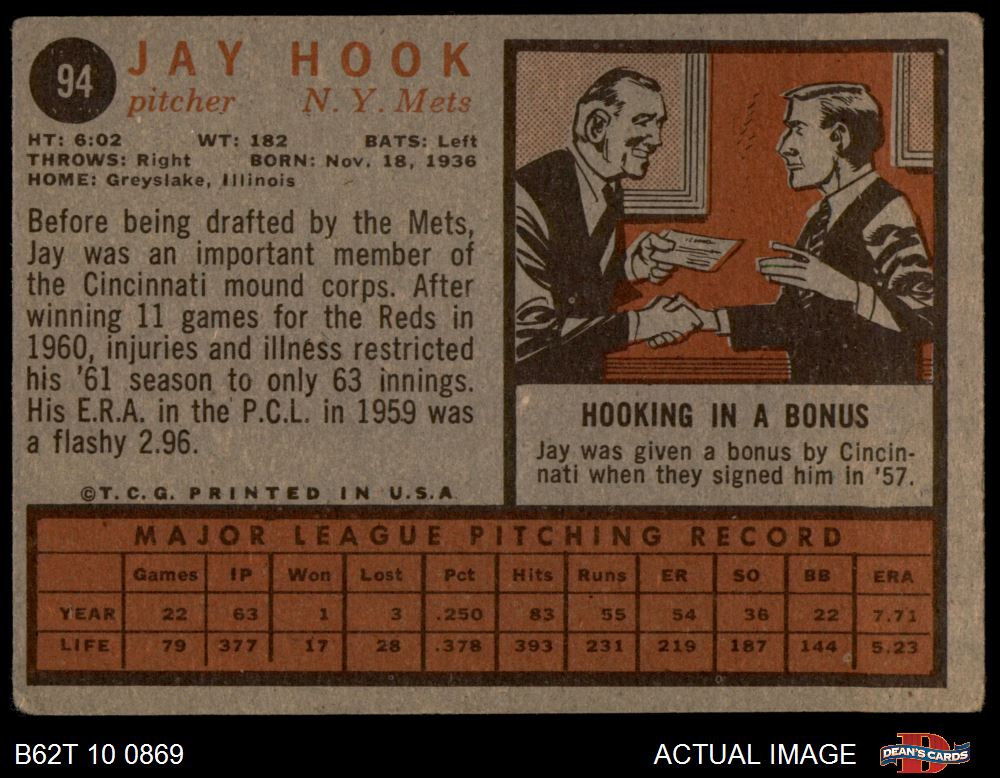 94
JAY HOOK
pitcher N. Y. Mets
HT: 6:02 WT: 182 BATS: Left
THROWS: Right BORN: Nov. 18, 1936
HOME: Greyslake, Illinois
Before being drafted by the Mets,
Jay was an important member of
the Cincinnati mound corps. After
winning 11 games for the Reds in
1960, injuries and illness restricted
his '61 season to only 63 innings.
His E.R.A. in the P.C.L. in 1959 was
a flashy 2.96.
©T.C.G. PRINTED IN U.S.A.
HOOKING IN A BONUS
Jay was given a bonus by Cincin-
nati when they signed him in '57.
MAJOR LEAGUE PITCHING RECORD
Games IP Won Lost Pct Hits Runs ER SO BB ERA
YEAR 22 63 1 3 .250 83 55 54 36 22 7.71
LIFE 79 377 17 28 .378 393 231 219 187 144 5.23
B62T 10 0869
ACTUAL IMAGE
DEAN'S CARDS